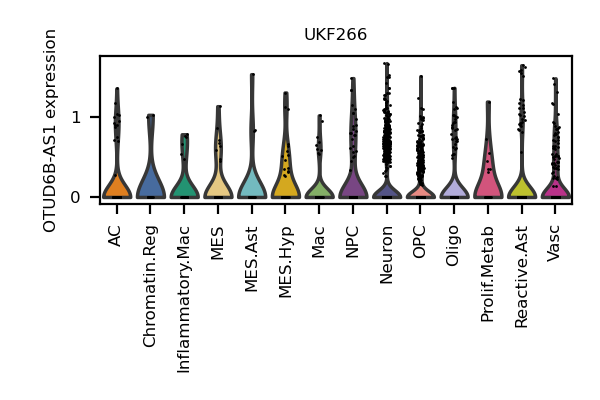 UKF266
OTUD6B-AS1 expression
1
0
AC
Chromatin.Reg
Inflammatory.Mac
MES
MES.Ast
MES.Hyp
Mac
NPC
Neuron
OPC
Oligo
Prolif.Metab
Reactive.Ast
Vasc